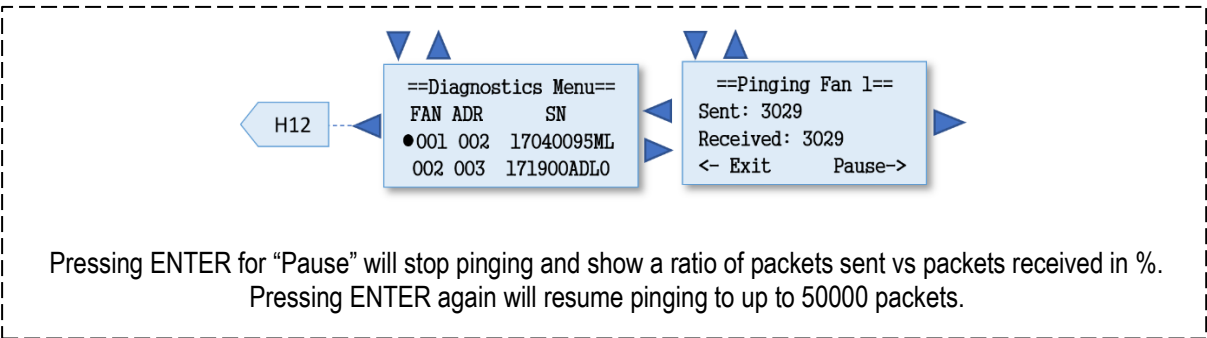 H12
==Diagnostics Menu==
FAN ADR SN
●001 002 17040095ML
002 003 171900ADL0
==Pinging Fan 1==
Sent: 3029
Received: 3029
<- Exit Pause->
Pressing ENTER for “Pause” will stop pinging and show a ratio of packets sent vs packets received in %.
Pressing ENTER again will resume pinging to up to 50000 packets.